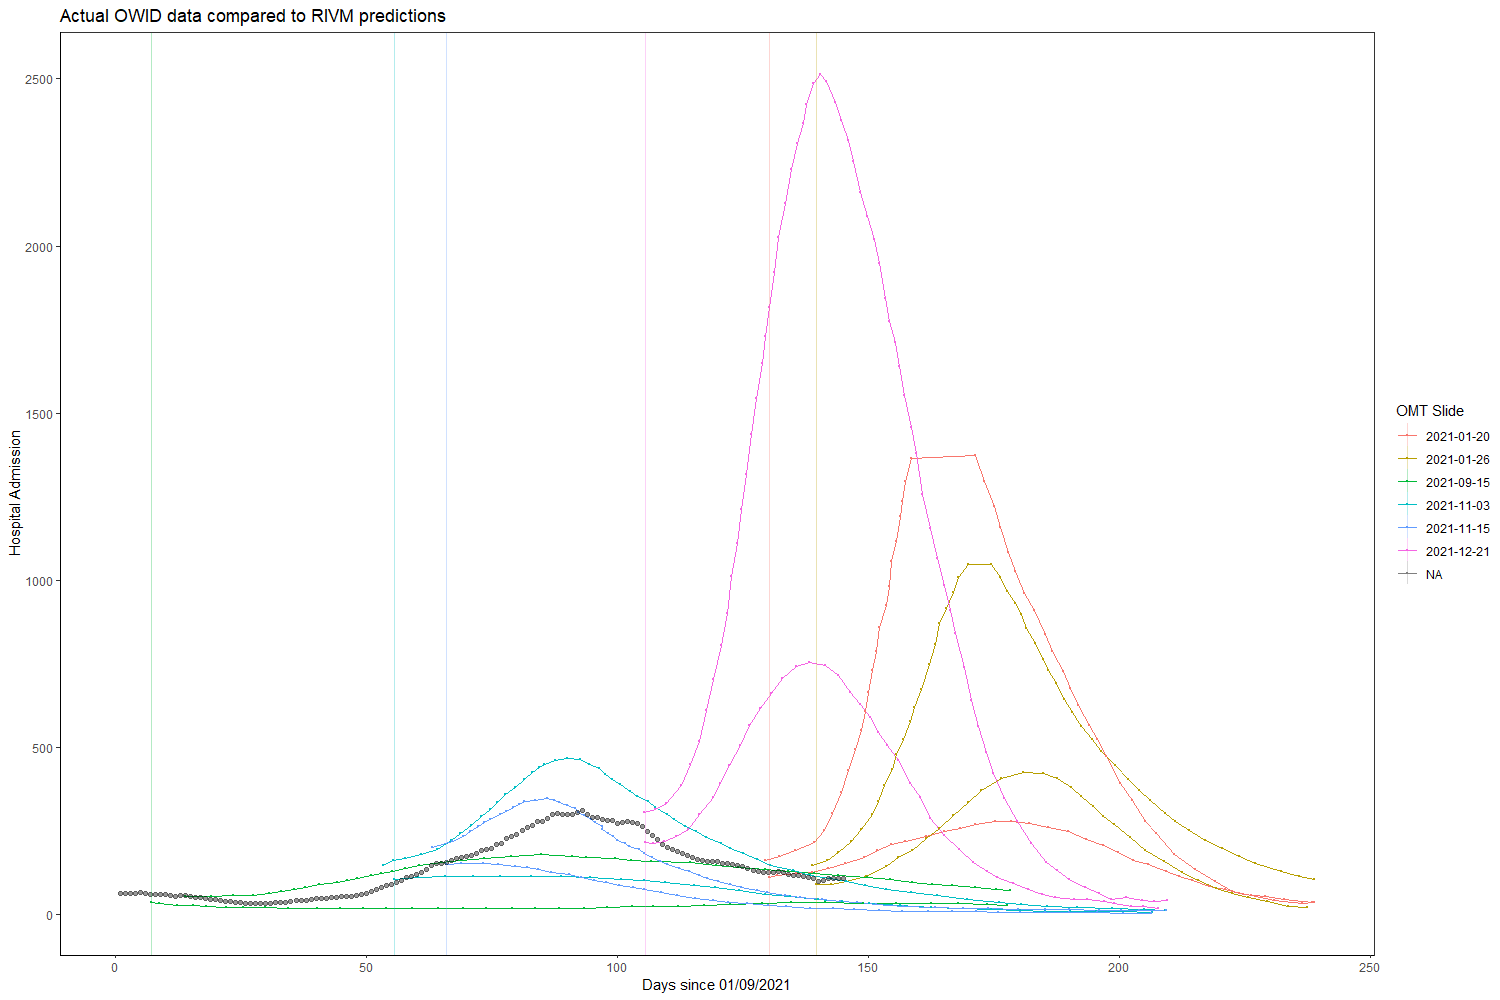 Actual OWID data compared to RIVM predictions
2500
2000
1500
1000
500
0
Hospital Admission
0 50 100 150 200 250
Days since 01/09/2021
OMT Slide
2021-01-20
2021-01-26
2021-09-15
2021-11-03
2021-11-15
2021-12-21
NA